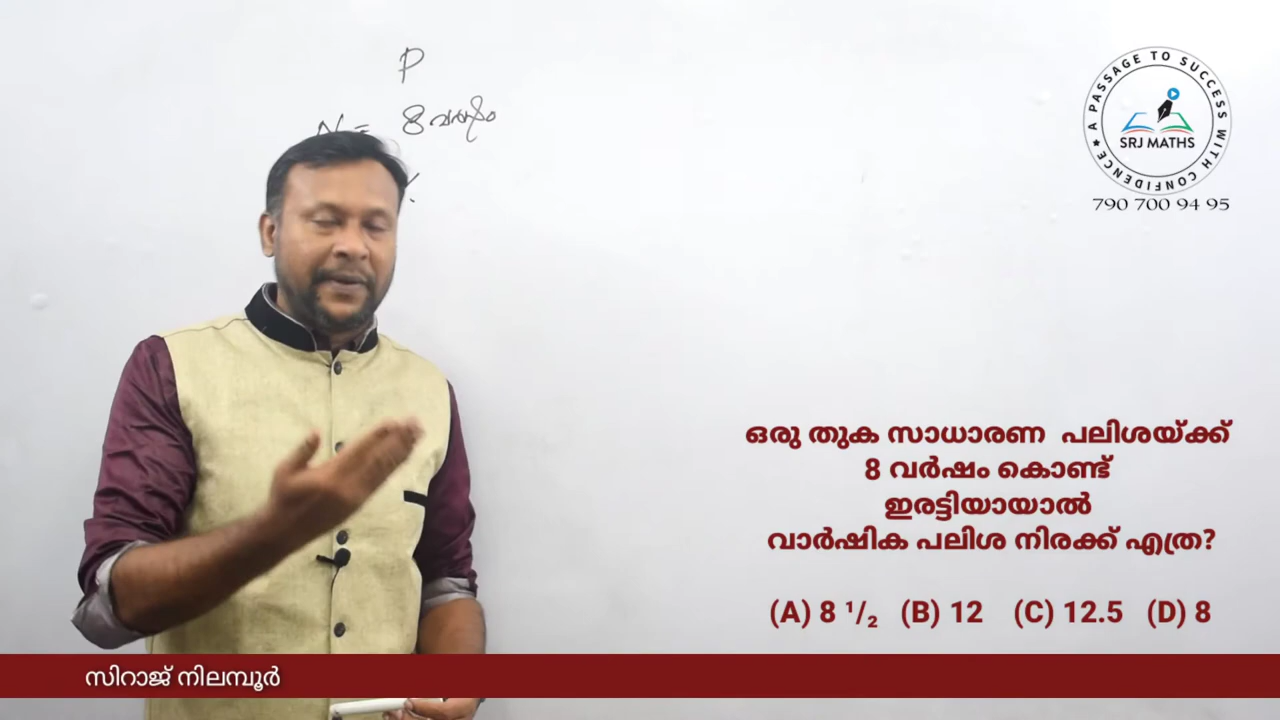 P
N = 8 വർഷം
A PASSAGE TO SUCCESS WITH CONFIDENCE ★
SRJ MATHS
790 700 94 95
ഒരു തുക സാധാരണ പലിശയ്ക്ക്
8 വർഷം കൊണ്ട്
ഇരട്ടിയായാൽ
വാർഷിക പലിശ നിരക്ക് എത്ര?
(A) 8 ¹/₂ (B) 12 (C) 12.5 (D) 8
സിറാജ് നിലമ്പൂർ